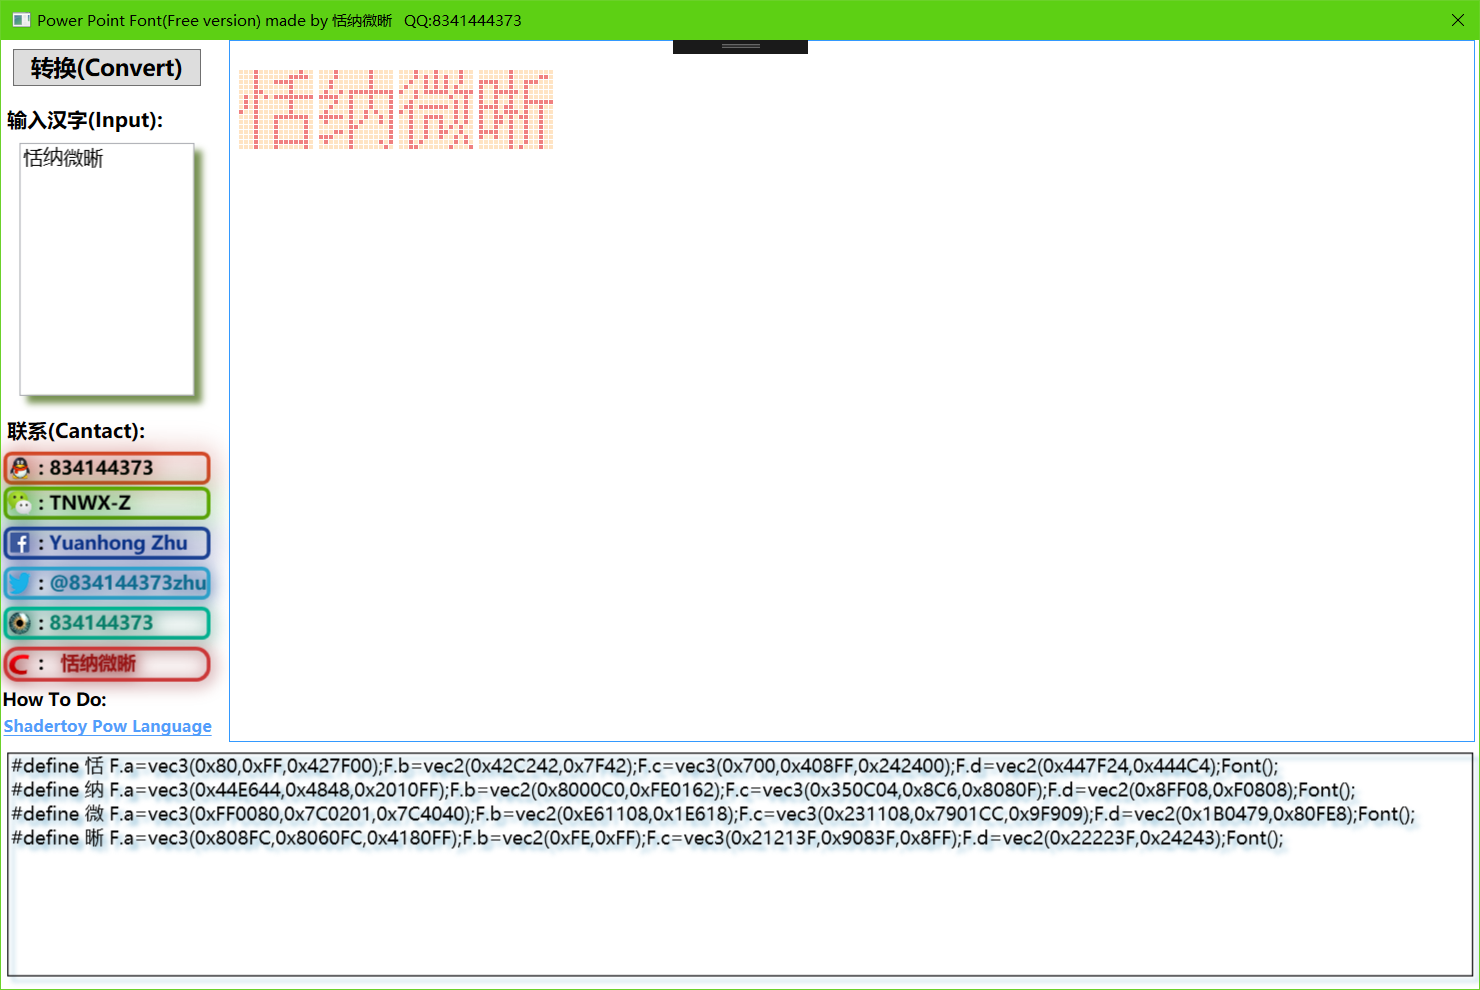 Power Point Font(Free version) made by 恬纳微晰 QQ:8341444373
转换(Convert)
输入汉字(Input):
恬纳微晰
恬纳微晰
联系(Cantact):
: 834144373
: TNWX-Z
: Yuanhong Zhu
: @834144373zhu
: 834144373
: 恬纳微晰
How To Do:
Shadertoy Pow Language
#define 恬 F.a=vec3(0x80,0xFF,0x427F00);F.b=vec2(0x42C242,0x7F42);F.c=vec3(0x700,0x408FF,0x242400);F.d=vec2(0x447F24,0x444C4);Font();
#define 纳 F.a=vec3(0x44E644,0x4848,0x2010FF);F.b=vec2(0x8000C0,0xFE0162);F.c=vec3(0x350C04,0x8C6,0x8080F);F.d=vec2(0x8FF08,0xF0808);Font();
#define 微 F.a=vec3(0xFF0080,0x7C0201,0x7C4040);F.b=vec2(0xE61108,0x1E618);F.c=vec3(0x231108,0x7901CC,0x9F909);F.d=vec2(0x1B0479,0x80FE8);Font();
#define 晰 F.a=vec3(0x808FC,0x8060FC,0x4180FF);F.b=vec2(0xFE,0xFF);F.c=vec3(0x21213F,0x9083F,0x8FF);F.d=vec2(0x22223F,0x24243);Font();